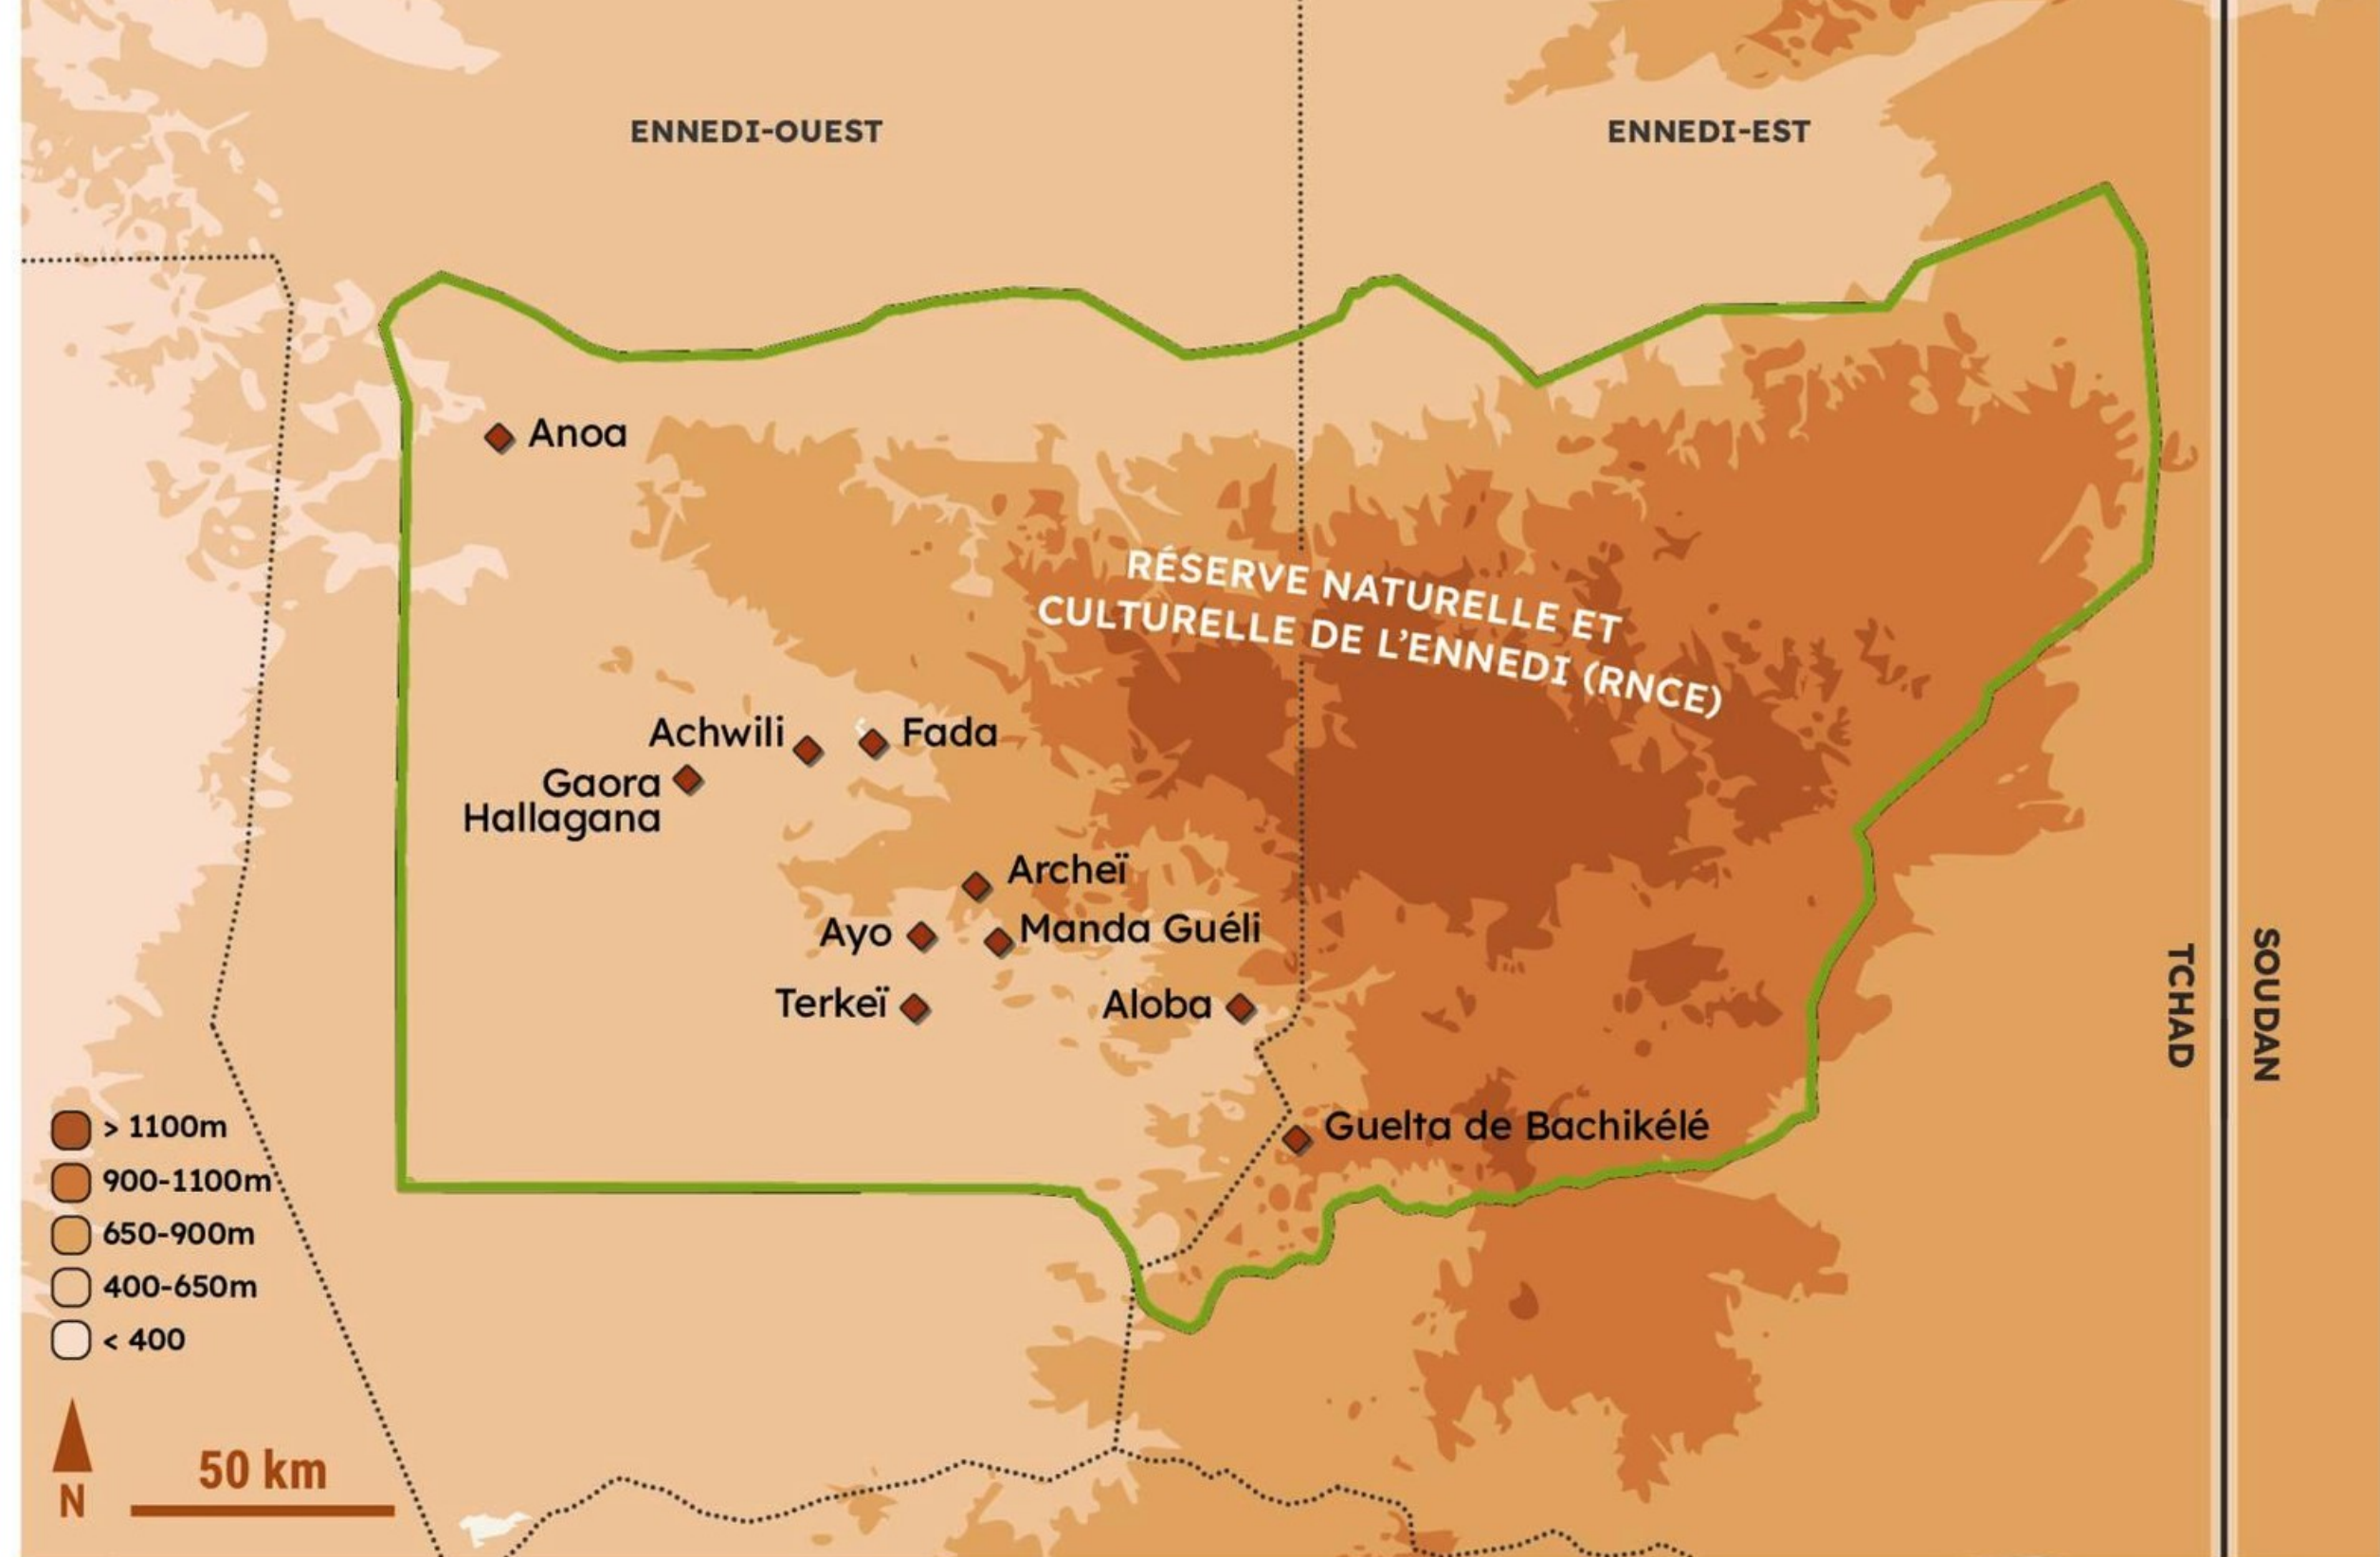 ENNEDI-OUEST
ENNEDI-EST
Anoa
RÉSERVE NATURELLE ET
CULTURELLE DE L'ENNEDI (RNCE)
Achwili
Fada
Gaora
Hallagana
Archeï
Ayo
Manda Guéli
Terkeï
Aloba
Guelta de Bachikélé
TCHAD
SOUDAN
> 1100m
900-1100m
650-900m
400-650m
< 400
50 km
N